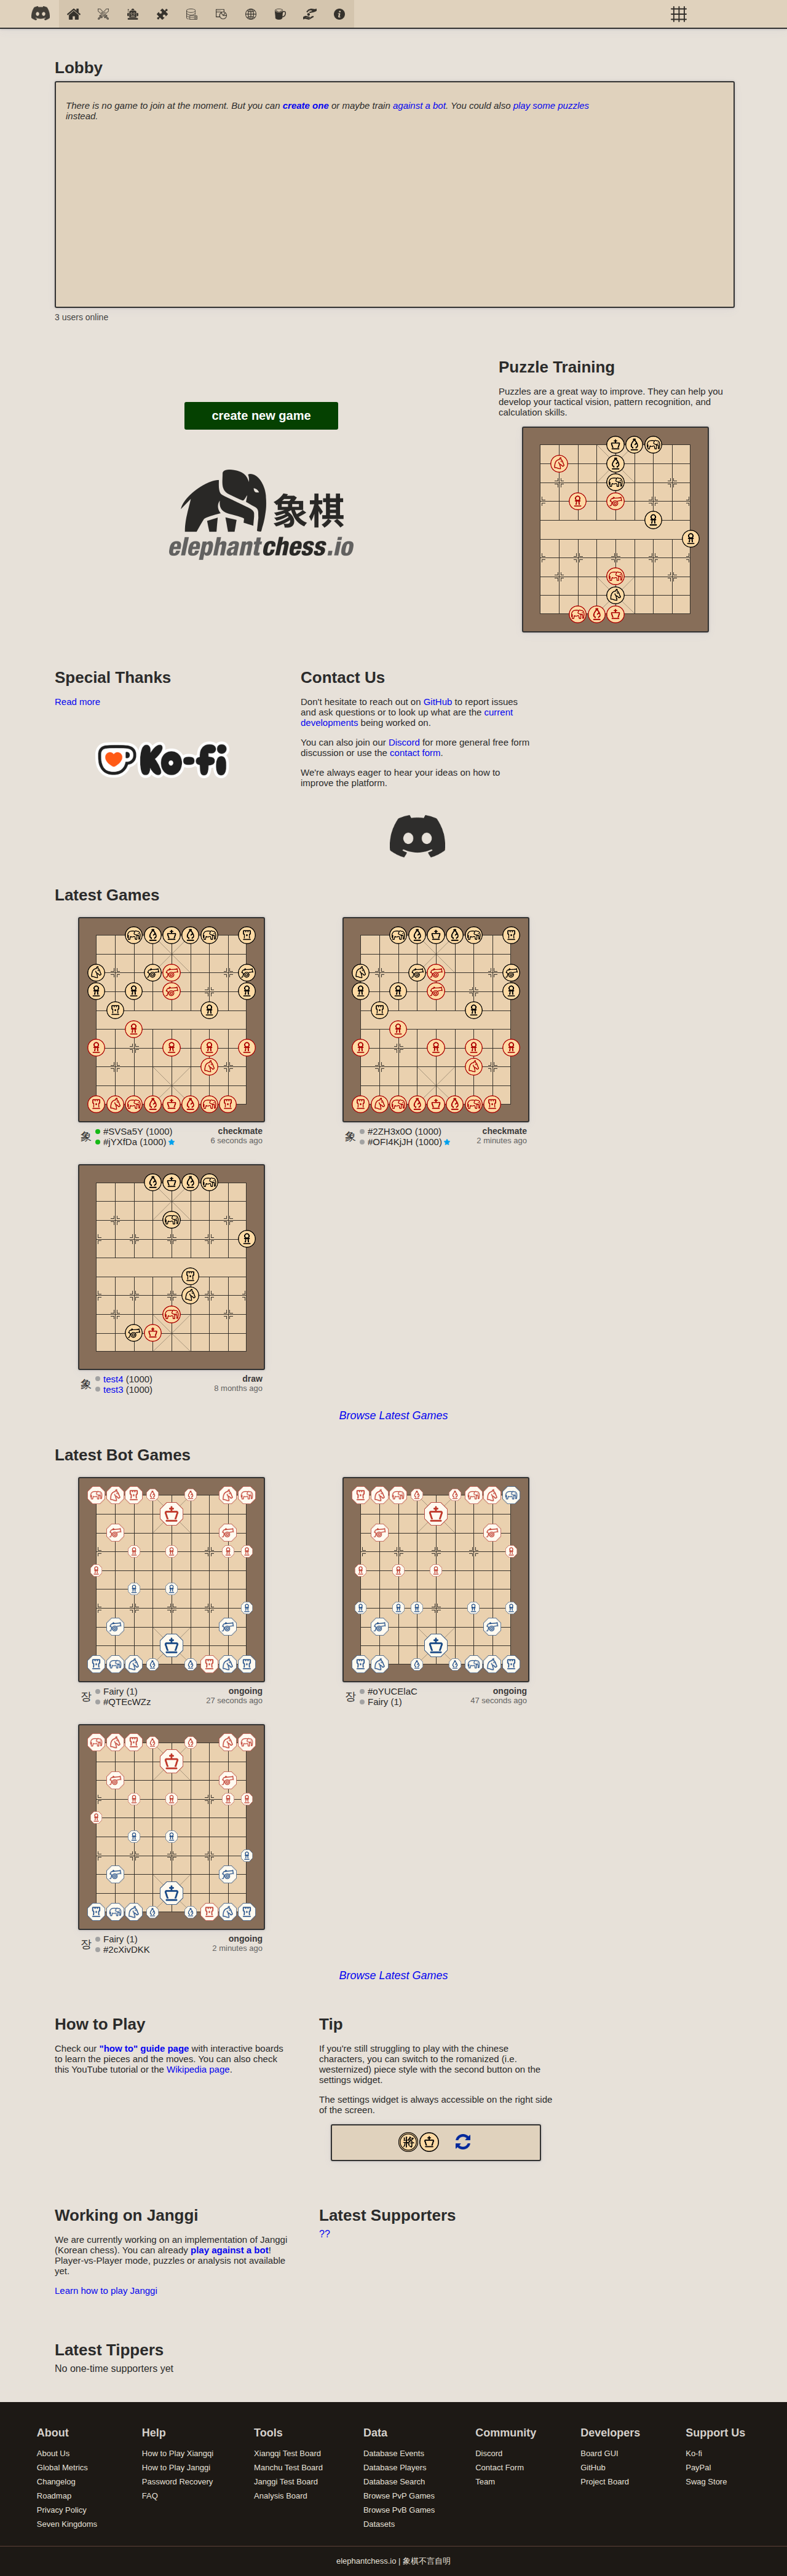 Lobby
There is no game to join at the moment. But you can create one or maybe train against a bot. You could also play some puzzles
instead.
3 users online
Puzzle Training
Puzzles are a great way to improve. They can help you
develop your tactical vision, pattern recognition, and
calculation skills.
create new game
象棋
elephantchess.io
Special Thanks
Read more
Ko-fi
Contact Us
Don't hesitate to reach out on GitHub to report issues
and ask questions or to look up what are the current
developments being worked on.
You can also join our Discord for more general free form
discussion or use the contact form.
We're always eager to hear your ideas on how to
improve the platform.
Latest Games
象 #SVSa5Y (1000) checkmate
#jYXfDa (1000) 6 seconds ago
象 #2ZH3x0O (1000) checkmate
#OFI4KjJH (1000) 2 minutes ago
象 test4 (1000) draw
test3 (1000) 8 months ago
Browse Latest Games
Latest Bot Games
장 Fairy (1) ongoing
#QTEcWZz 27 seconds ago
장 #oYUCElaC ongoing
Fairy (1) 47 seconds ago
장 Fairy (1) ongoing
#2cXivDKK 2 minutes ago
Browse Latest Games
How to Play
Check our "how to" guide page with interactive boards
to learn the pieces and the moves. You can also check
this YouTube tutorial or the Wikipedia page.
Tip
If you're still struggling to play with the chinese
characters, you can switch to the romanized (i.e.
westernized) piece style with the second button on the
settings widget.
The settings widget is always accessible on the right side
of the screen.
將
Working on Janggi
We are currently working on an implementation of Janggi
(Korean chess). You can already play against a bot!
Player-vs-Player mode, puzzles or analysis not available
yet.
Learn how to play Janggi
Latest Supporters
??
Latest Tippers
No one-time supporters yet
About
About Us
Global Metrics
Changelog
Roadmap
Privacy Policy
Seven Kingdoms
Help
How to Play Xiangqi
How to Play Janggi
Password Recovery
FAQ
Tools
Xiangqi Test Board
Manchu Test Board
Janggi Test Board
Analysis Board
Data
Database Events
Database Players
Database Search
Browse PvP Games
Browse PvB Games
Datasets
Community
Discord
Contact Form
Team
Developers
Board GUI
GitHub
Project Board
Support Us
Ko-fi
PayPal
Swag Store
elephantchess.io | 象棋不言自明